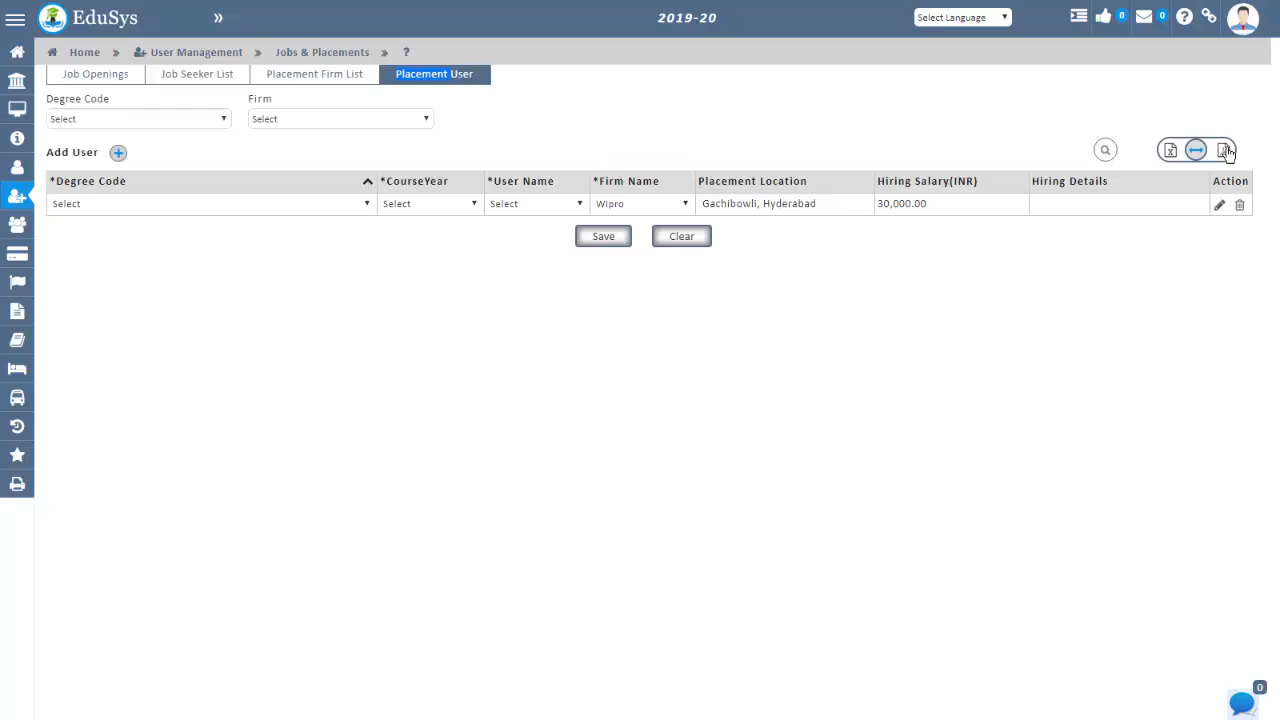 EduSys » 2019-20 Select Language 0 0
Home » User Management » Jobs & Placements » ?
Job Openings Job Seeker List Placement Firm List Placement User
Degree Code Firm
Select Select
Add User
*Degree Code *CourseYear *User Name *Firm Name Placement Location Hiring Salary(INR) Hiring Details Action
Select Select Select Wipro Gachibowli, Hyderabad 30,000.00
Save Clear
0